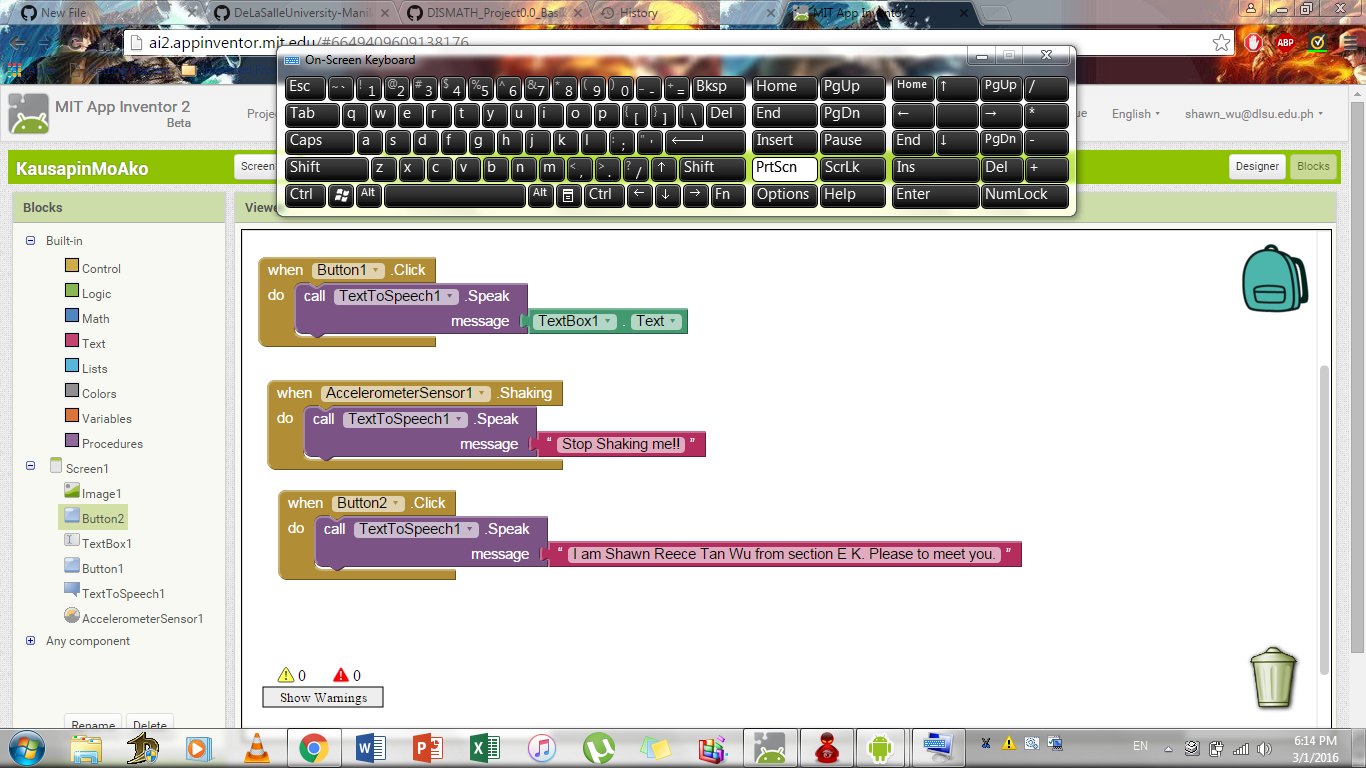 New File
DeLaSalleUniversity-Manil
DISMATH_Project0.0_Basi
History
MIT App Inventor 2
ai2.appinventor.mit.edu/#6649409609138176
ABP
On-Screen Keyboard
Esc ~ ` ! 1 @ 2 # 3 $ 4 % 5 ^ 6 & 7 * 8 ( 9 ) 0 _ - + = Bksp Home PgUp Home ↑ PgUp /
Tab q w e r t y u i o p { [ } ] | \ Del End PgDn ← → *
Caps a s d f g h j k l : ; " ' Insert Pause End ↓ PgDn -
Shift z x c v b n m < , > . ? / ↑ Shift PrtScn ScrLk Ins Del +
Ctrl Alt Alt Ctrl ← ↓ → Fn Options Help Enter NumLock
MIT App Inventor 2
Beta
English
shawn_wu@dlsu.edu.ph
KausapinMoAko
Screen
Designer
Blocks
Blocks
Viewe
Built-in
Control
Logic
Math
Text
Lists
Colors
Variables
Procedures
Screen1
Image1
Button2
TextBox1
Button1
TextToSpeech1
AccelerometerSensor1
Any component
Rename
Delete
when Button1 .Click
do call TextToSpeech1 .Speak
message TextBox1 . Text
when AccelerometerSensor1 .Shaking
do call TextToSpeech1 .Speak
message “ Stop Shaking me!! ”
when Button2 .Click
do call TextToSpeech1 .Speak
message “ I am Shawn Reece Tan Wu from section E K. Please to meet you. ”
0 0
Show Warnings
EN
6:14 PM
3/1/2016